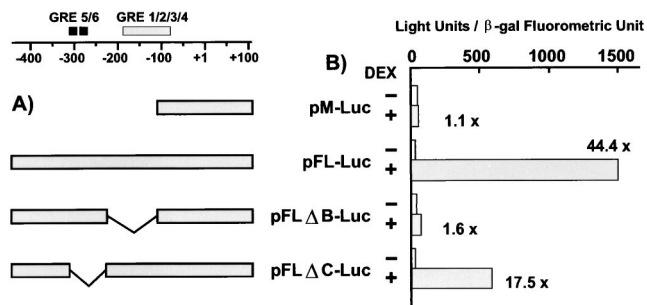 GRE 5/6 GRE 1/2/3/4
-400 -300 -200 -100 +1 +100
A)
Light Units / β-gal Fluorometric Unit
B)
DEX 0 500 1000 1500
pM-Luc − + 1.1 x
pFL-Luc − + 44.4 x
pFL Δ B-Luc − + 1.6 x
pFL Δ C-Luc − + 17.5 x